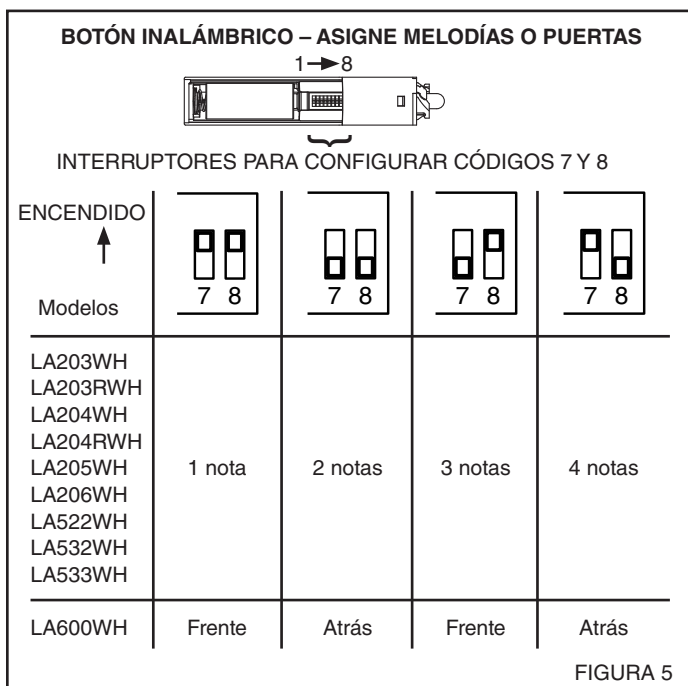 BOTÓN INALÁMBRICO – ASIGNE MELODÍAS O PUERTAS
1 8
INTERRUPTORES PARA CONFIGURAR CÓDIGOS 7 Y 8
ENCENDIDO
Modelos
7 8
7 8
7 8
7 8
LA203WH
LA203RWH
LA204WH
LA204RWH
LA205WH
LA206WH
LA522WH
LA532WH
LA533WH
1 nota
2 notas
3 notas
4 notas
LA600WH Frente Atrás Frente Atrás
FIGURA 5